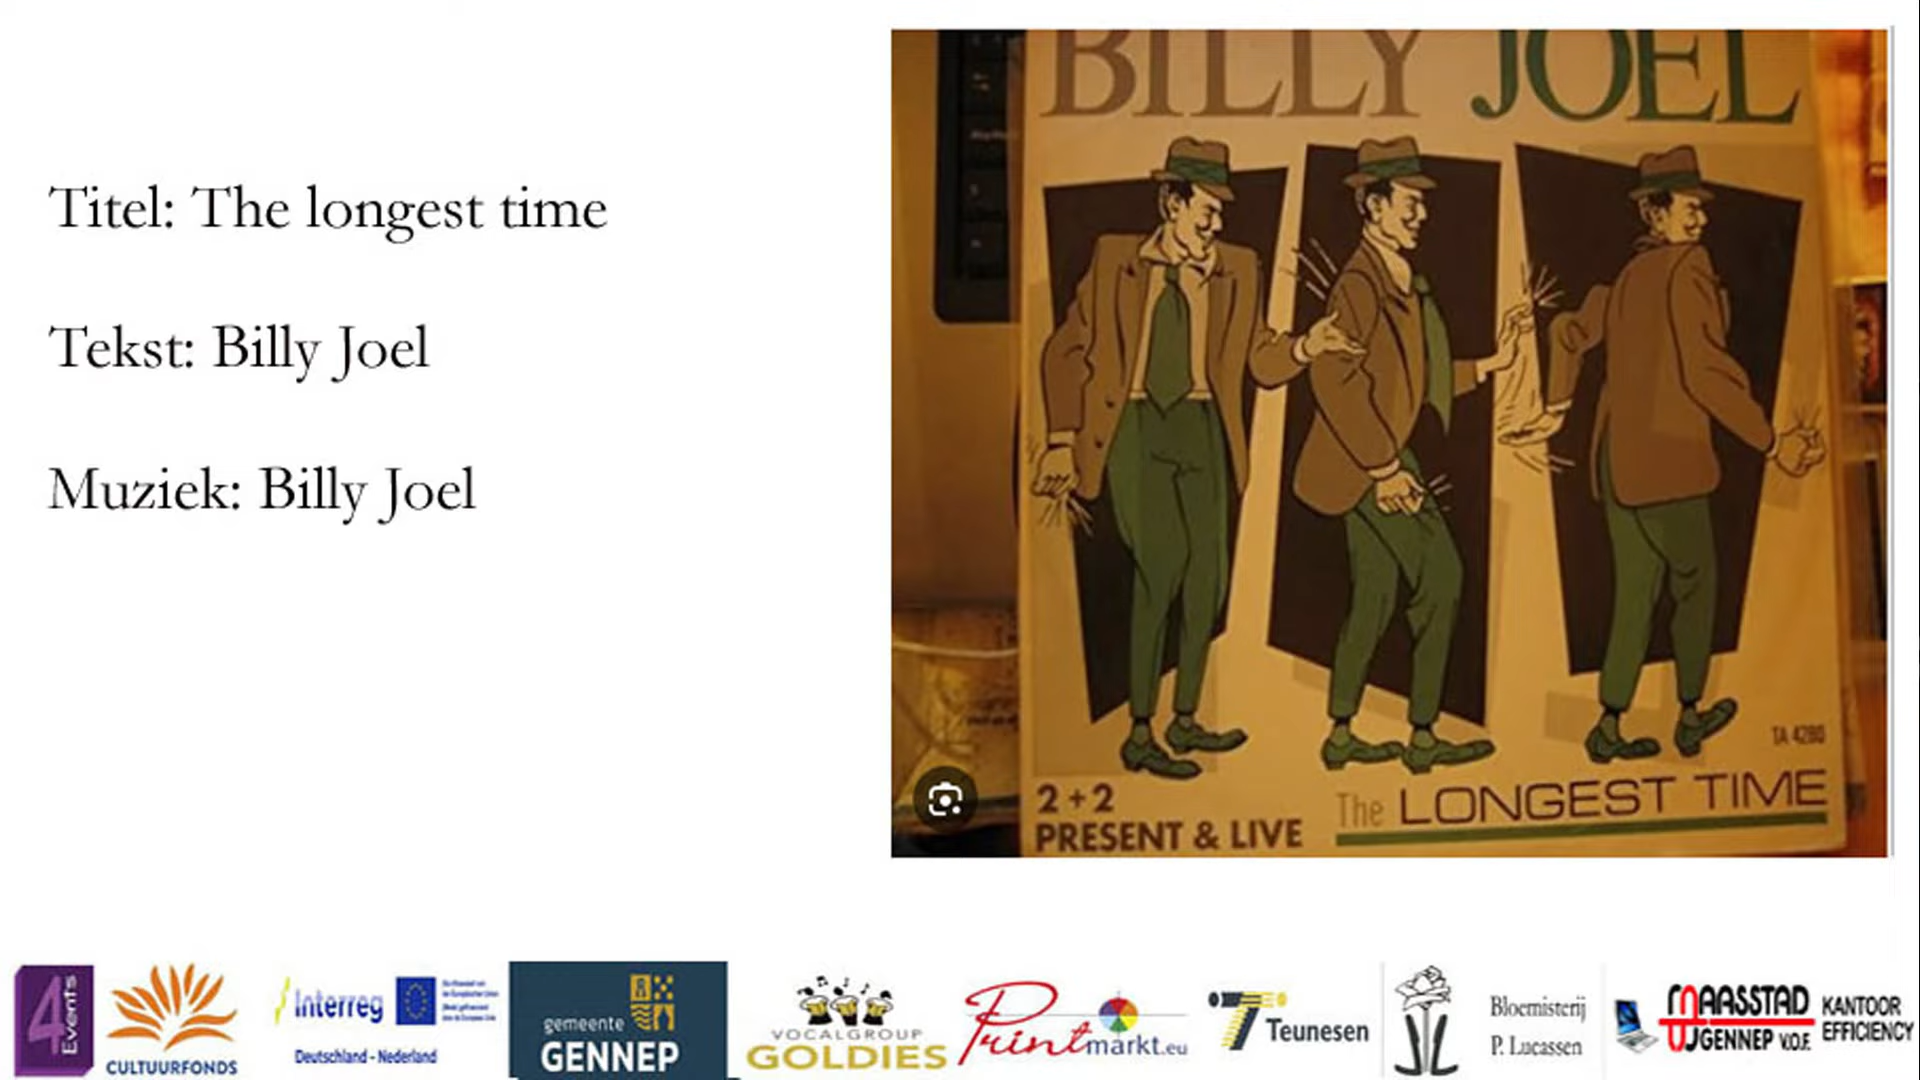 Titel: The longest time
Tekst: Billy Joel
Muziek: Billy Joel
BILLY JOEL
TA 4280
2 + 2
PRESENT & LIVE
The LONGEST TIME
4 Events
CULTUURFONDS
Interreg
Deutschland - Nederland
gemeente
GENNEP
VOCALGROUP
GOLDIES
Printmarkt.eu
Teunesen
Bloemisterij
P. Lucassen
MAASSTAD
GENNEP V.O.F.
KANTOOR
EFFICIENCY